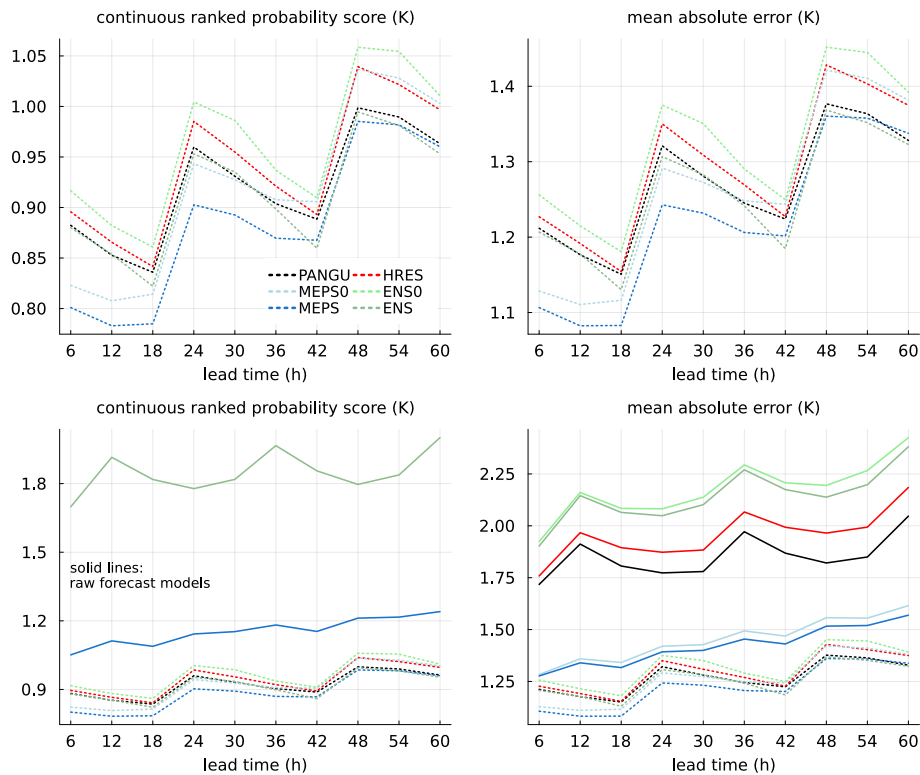 continuous ranked probability score (K)
1.05
1.00
0.95
0.90
0.85
0.80
PANGU
HRES
MEPS0
ENS0
MEPS
ENS
6 12 18 24 30 36 42 48 54 60
lead time (h)
mean absolute error (K)
1.4
1.3
1.2
1.1
6 12 18 24 30 36 42 48 54 60
lead time (h)
continuous ranked probability score (K)
1.8
1.5
1.2
0.9
solid lines:
raw forecast models
6 12 18 24 30 36 42 48 54 60
lead time (h)
mean absolute error (K)
2.25
2.00
1.75
1.50
1.25
6 12 18 24 30 36 42 48 54 60
lead time (h)